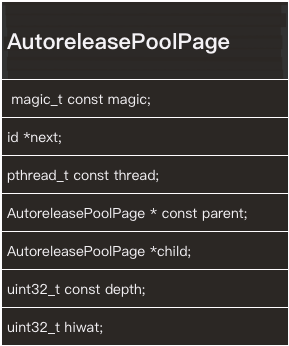 AutoreleasePoolPage
magic_t const magic;
id *next;
pthread_t const thread;
AutoreleasePoolPage * const parent;
AutoreleasePoolPage *child;
uint32_t const depth;
uint32_t hiwat;